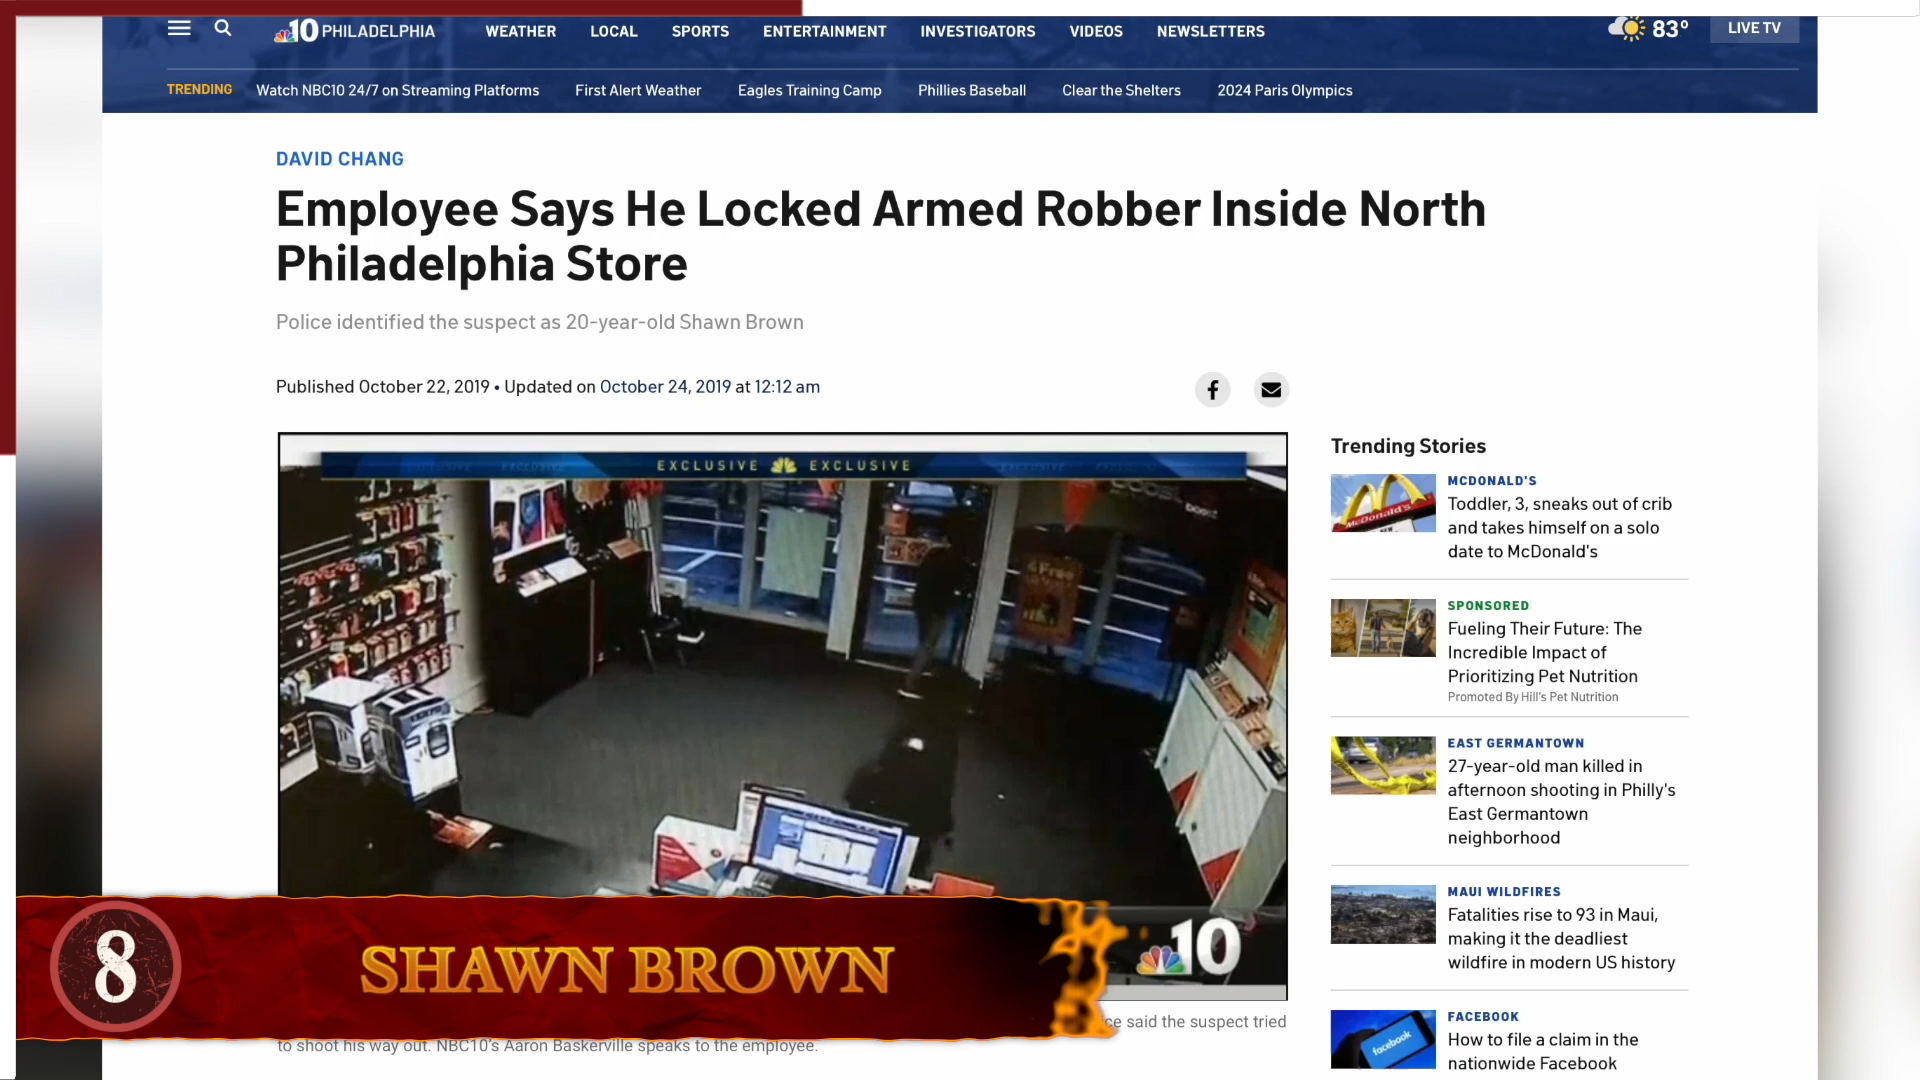 10 PHILADELPHIA WEATHER LOCAL SPORTS ENTERTAINMENT INVESTIGATORS VIDEOS NEWSLETTERS 83° LIVE TV
TRENDING Watch NBC10 24/7 on Streaming Platforms First Alert Weather Eagles Training Camp Phillies Baseball Clear the Shelters 2024 Paris Olympics
DAVID CHANG
Employee Says He Locked Armed Robber Inside North
Philadelphia Store
Police identified the suspect as 20-year-old Shawn Brown
Published October 22, 2019 • Updated on October 24, 2019 at 12:12 am
EXCLUSIVE EXCLUSIVE
10
8
SHAWN BROWN
ce said the suspect tried
to shoot his way out. NBC10's Aaron Baskerville speaks to the employee.
Trending Stories
MCDONALD'S
Toddler, 3, sneaks out of crib
and takes himself on a solo
date to McDonald's
McDonald's
SPONSORED
Fueling Their Future: The
Incredible Impact of
Prioritizing Pet Nutrition
Promoted By Hill's Pet Nutrition
EAST GERMANTOWN
27-year-old man killed in
afternoon shooting in Philly's
East Germantown
neighborhood
MAUI WILDFIRES
Fatalities rise to 93 in Maui,
making it the deadliest
wildfire in modern US history
FACEBOOK
How to file a claim in the
nationwide Facebook
facebook